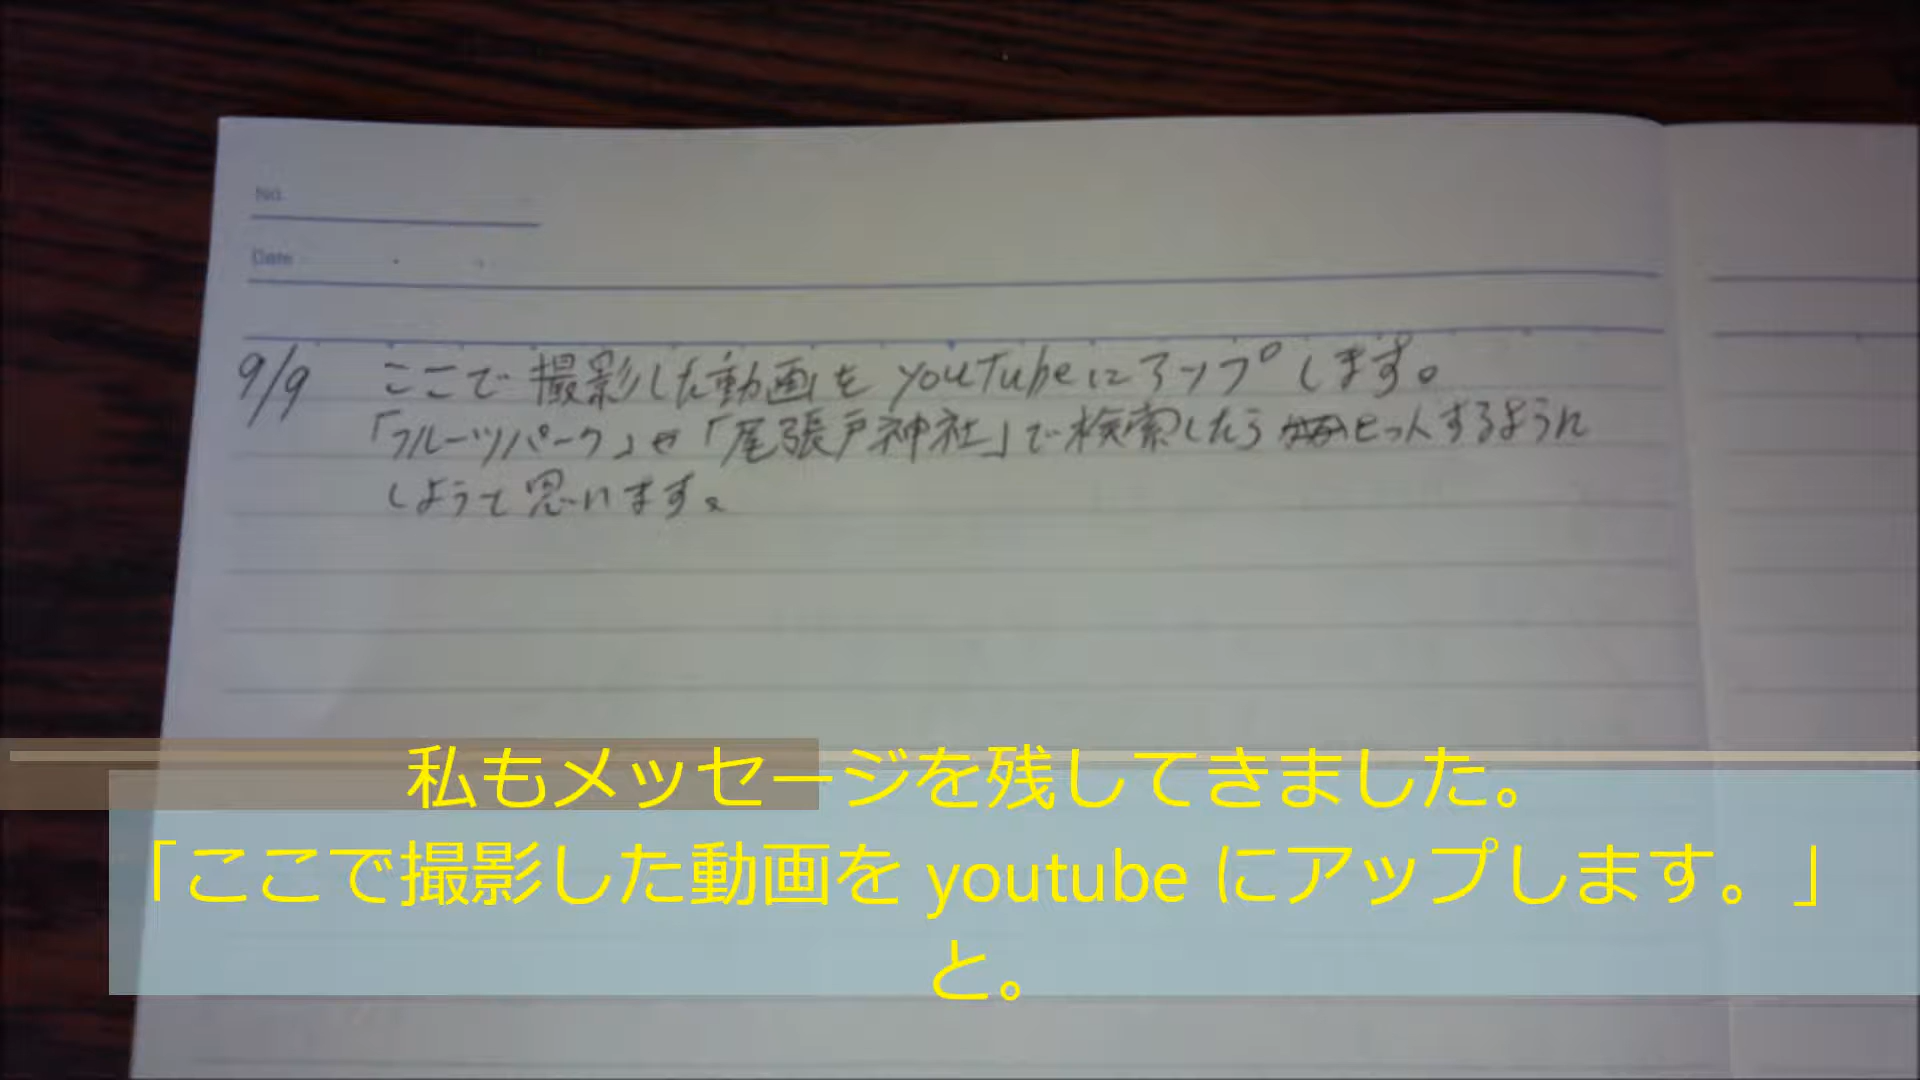 No.
Date
9/9 ここで撮影した動画をyoutubeにアップします。
「フルーツパーク」や「尾張戸神社」で検索したらヒットするように
しようと思います。
私もメッセージを残してきました。
「ここで撮影した動画を youtube にアップします。」
と。